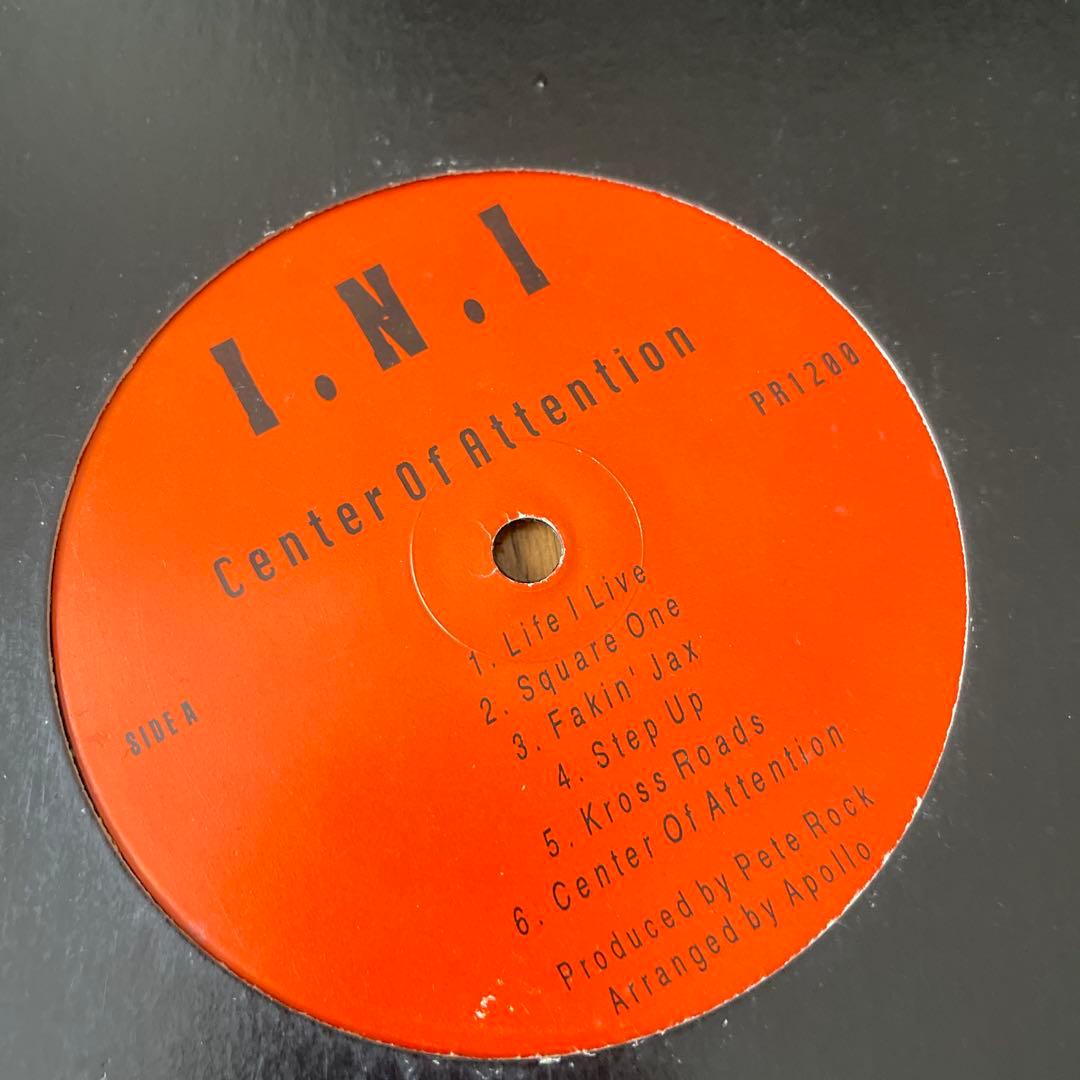 I.N.I
Center Of Attention
PR1200
SIDE A
1. Life I Live
2. Square One
3. Fakin' Jax
4. Step Up
5. Kross Roads
6. Center Of Attention
Produced by Pete Rock
Arranged by Apollo